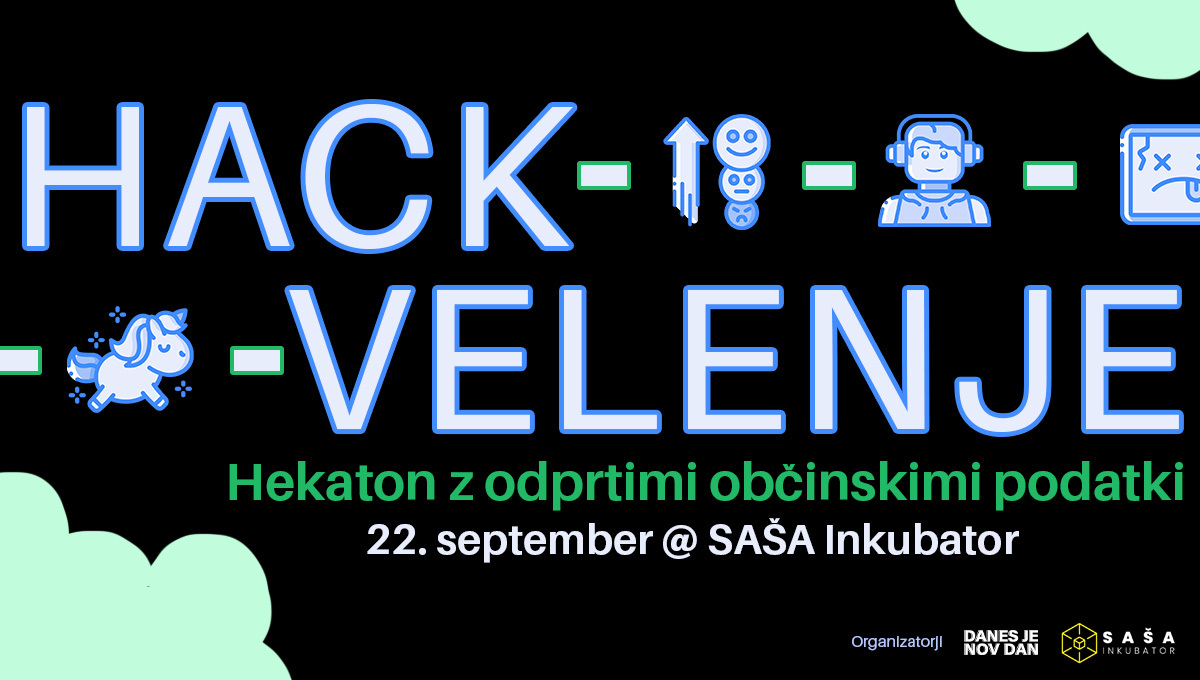 HACK
VELENJE
Hekaton z odprtimi občinskimi podatki
22. september @ SAŠA Inkubator
Organizatorji
DANES JE
NOV DAN
SAŠA
INKUBATOR